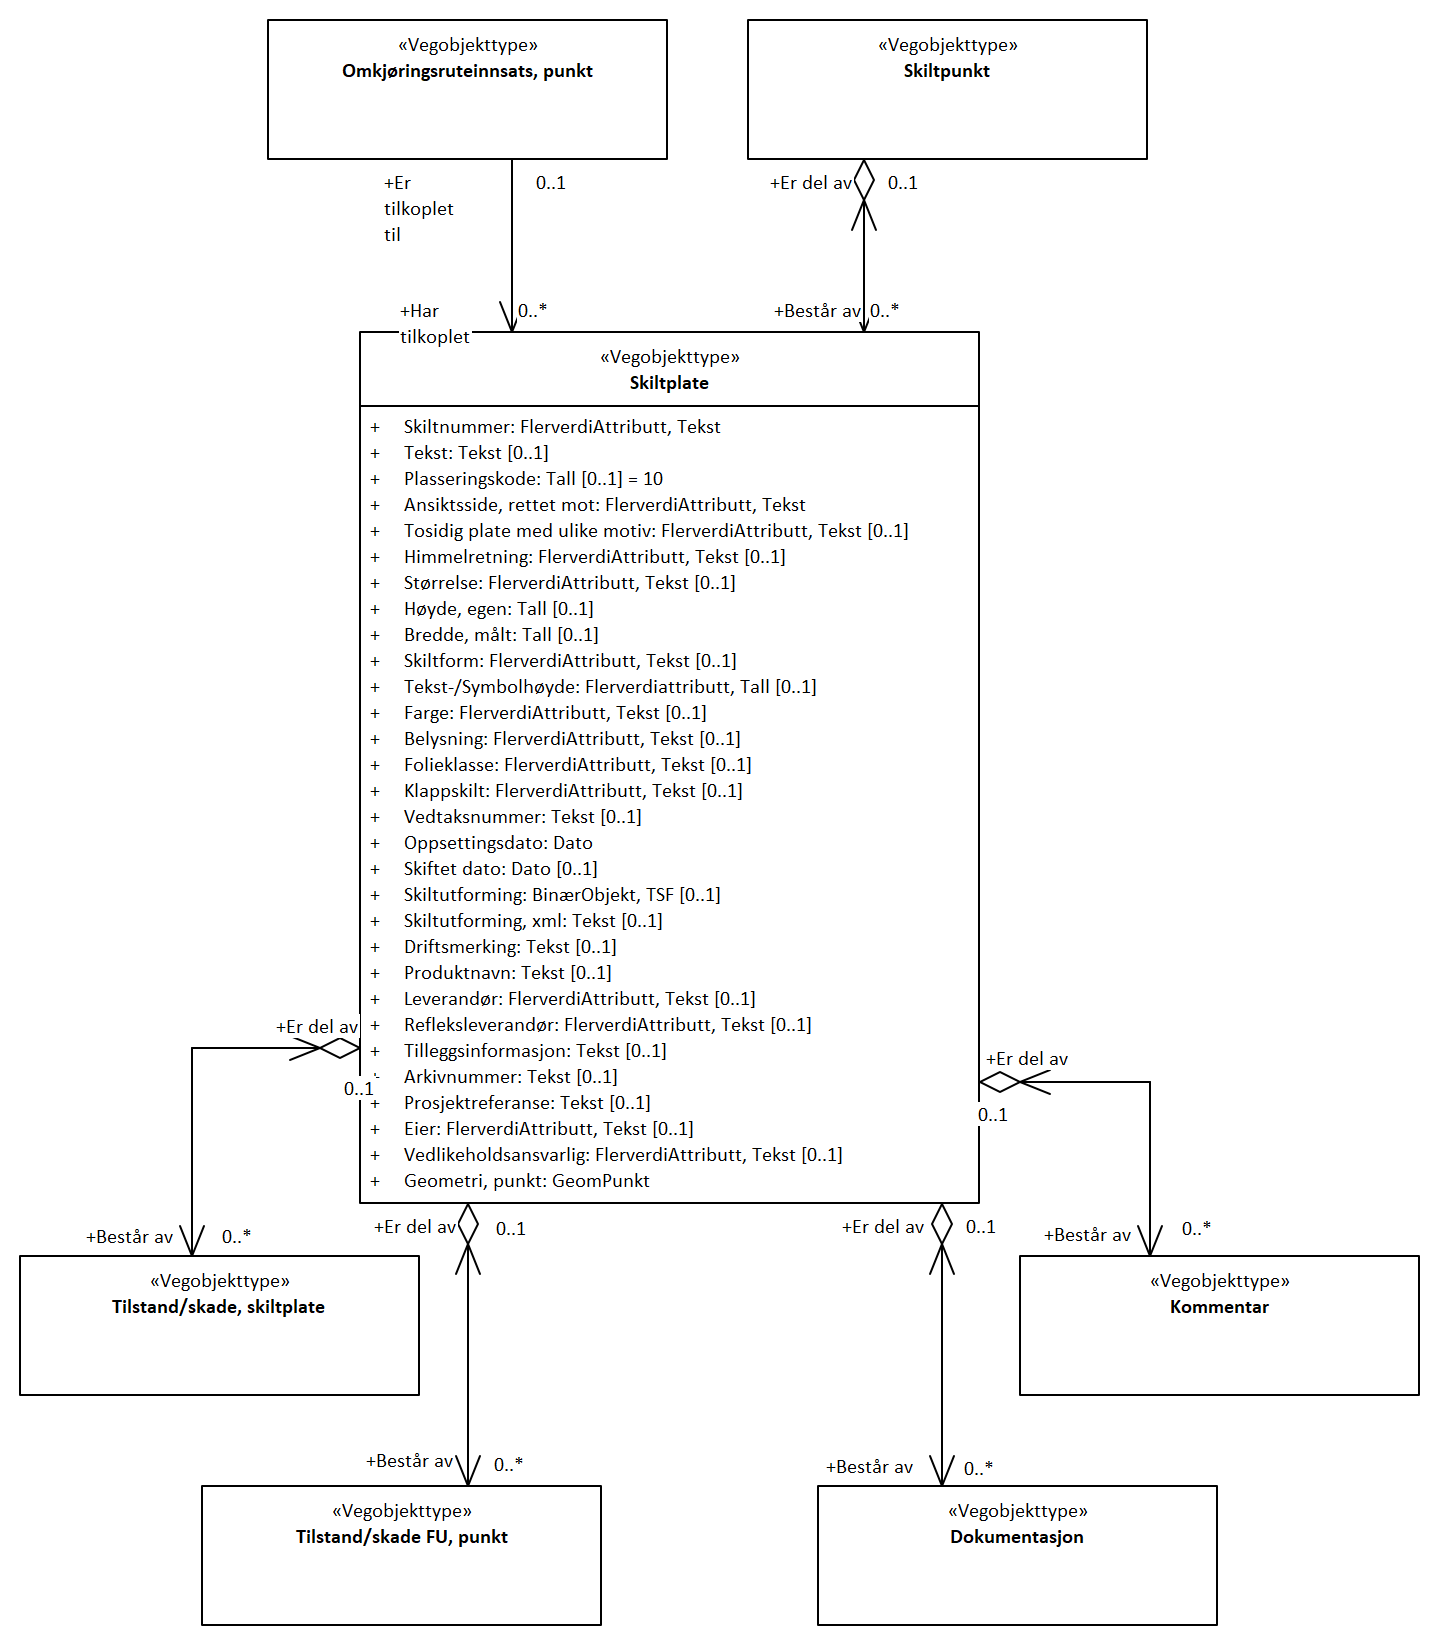 «Vegobjekttype»
Omkjøringsruteinnsats, punkt
«Vegobjekttype»
Skiltpunkt
+Er
tilkoplet
til
0..1
+Er del av
0..1
+Har
tilkoplet
0..*
+Består av
0..*
«Vegobjekttype»
Skiltplate
+ Skiltnummer: FlerverdiAttributt, Tekst
+ Tekst: Tekst [0..1]
+ Plasseringskode: Tall [0..1] = 10
+ Ansiktsside, rettet mot: FlerverdiAttributt, Tekst
+ Tosidig plate med ulike motiv: FlerverdiAttributt, Tekst [0..1]
+ Himmelretning: FlerverdiAttributt, Tekst [0..1]
+ Størrelse: FlerverdiAttributt, Tekst [0..1]
+ Høyde, egen: Tall [0..1]
+ Bredde, målt: Tall [0..1]
+ Skiltform: FlerverdiAttributt, Tekst [0..1]
+ Tekst-/Symbolhøyde: Flerverdiattributt, Tall [0..1]
+ Farge: FlerverdiAttributt, Tekst [0..1]
+ Belysning: FlerverdiAttributt, Tekst [0..1]
+ Folieklasse: FlerverdiAttributt, Tekst [0..1]
+ Klappskilt: FlerverdiAttributt, Tekst [0..1]
+ Vedtaksnummer: Tekst [0..1]
+ Oppsettingsdato: Dato
+ Skiftet dato: Dato [0..1]
+ Skiltutforming: BinærObjekt, TSF [0..1]
+ Skiltutforming, xml: Tekst [0..1]
+ Driftsmerking: Tekst [0..1]
+ Produktnavn: Tekst [0..1]
+ Leverandør: FlerverdiAttributt, Tekst [0..1]
+ Refleksleverandør: FlerverdiAttributt, Tekst [0..1]
+ Tilleggsinformasjon: Tekst [0..1]
+ Arkivnummer: Tekst [0..1]
+ Prosjektreferanse: Tekst [0..1]
+ Eier: FlerverdiAttributt, Tekst [0..1]
+ Vedlikeholdsansvarlig: FlerverdiAttributt, Tekst [0..1]
+ Geometri, punkt: GeomPunkt
+Er del av
0..1
+Er del av
0..1
+Er del av
0..1
+Er del av
0..1
+Består av
0..*
+Består av
0..*
«Vegobjekttype»
Tilstand/skade, skiltplate
«Vegobjekttype»
Kommentar
+Består av
0..*
+Består av
0..*
«Vegobjekttype»
Tilstand/skade FU, punkt
«Vegobjekttype»
Dokumentasjon